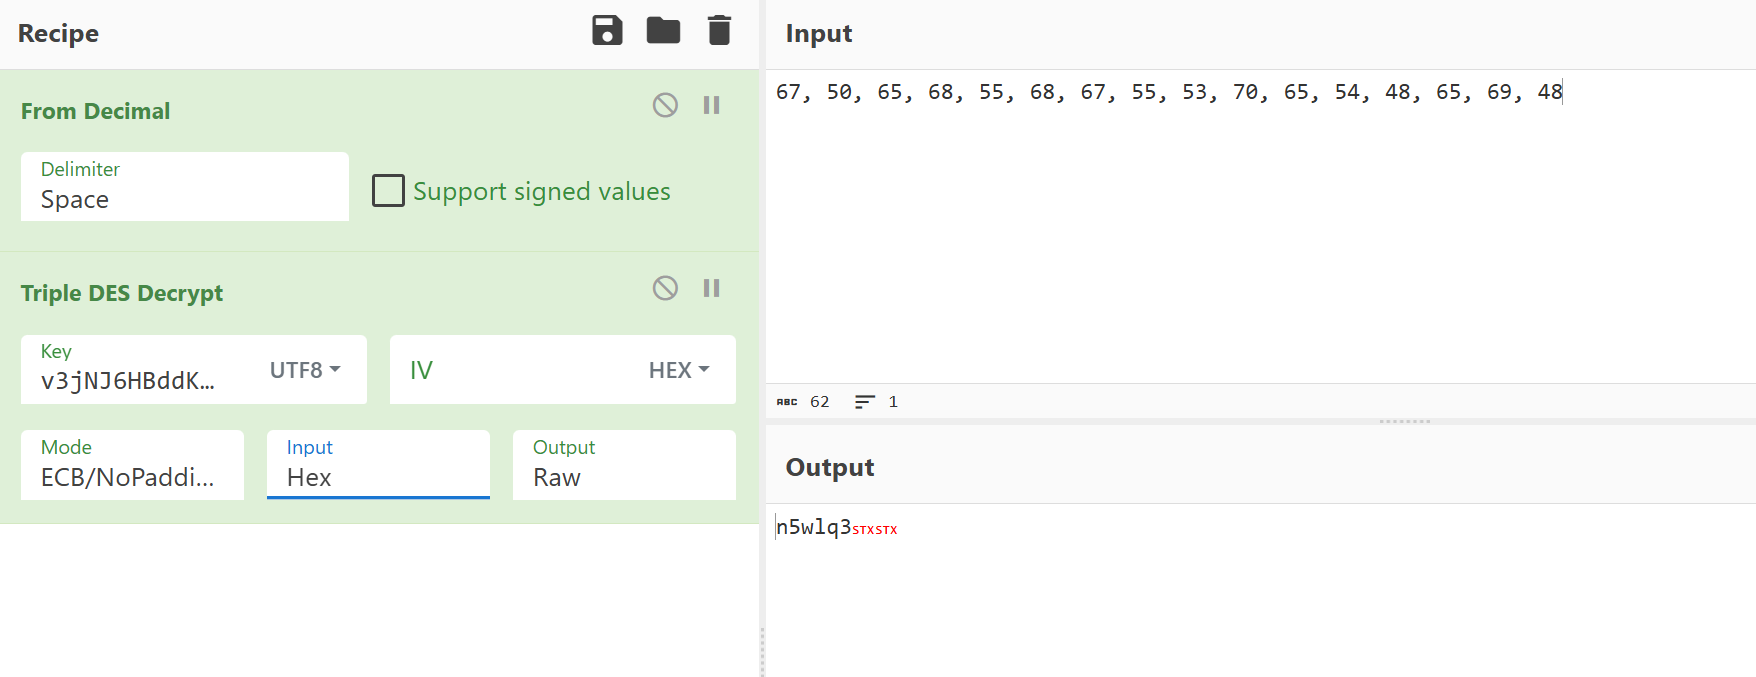 Recipe
From Decimal
Delimiter
Space
Support signed values
Triple DES Decrypt
Key
v3jNJ6HBddK...
UTF8
IV
HEX
Mode
ECB/NoPaddi...
Input
Hex
Output
Raw
Input
67, 50, 65, 68, 55, 68, 67, 55, 53, 70, 65, 54, 48, 65, 69, 48
ABC 62 1
Output
n5wlq3STXSTX